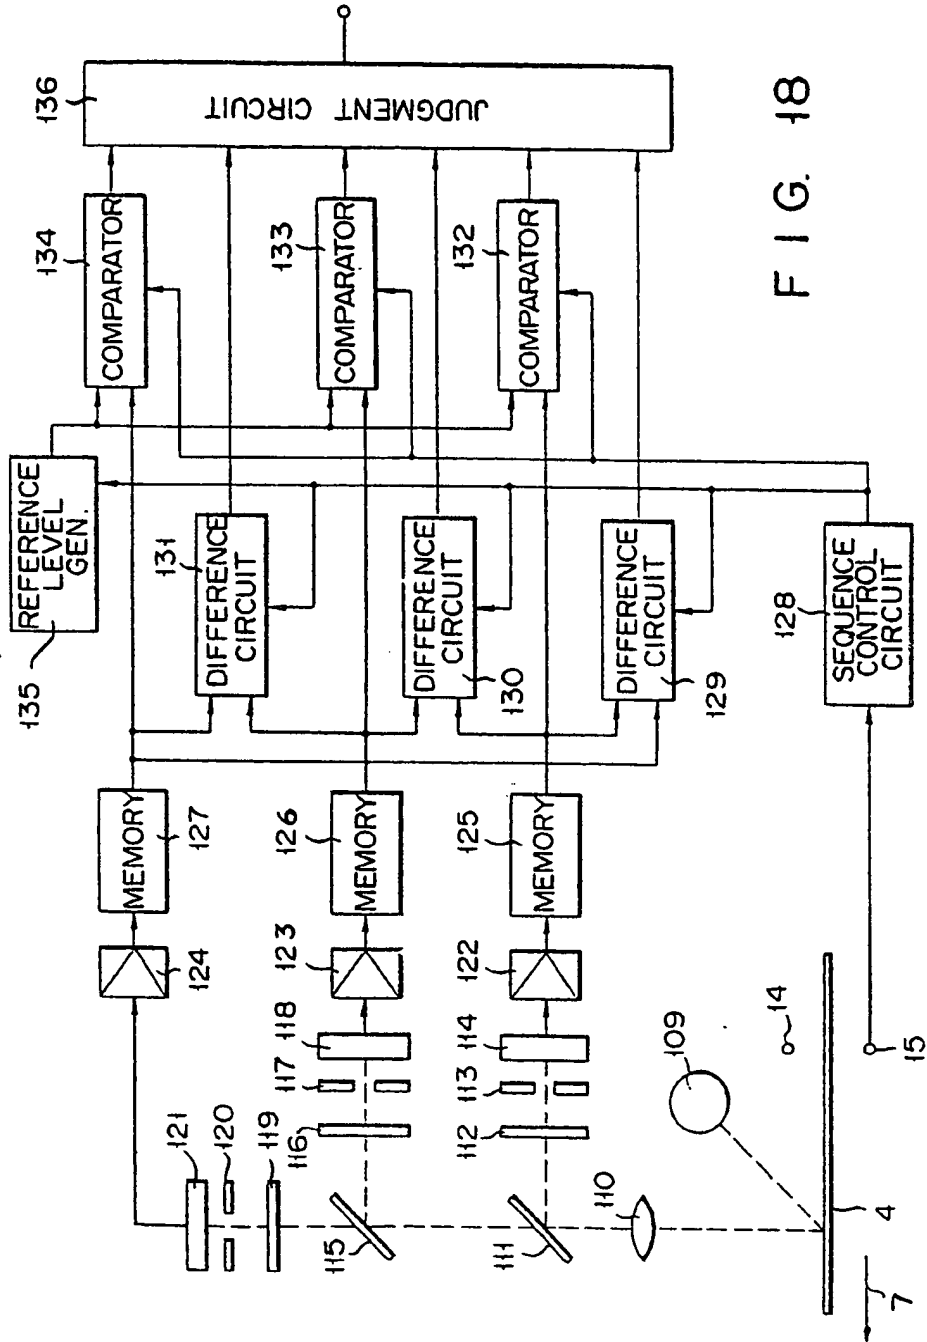 136
JUDGMENT CIRCUIT
134
COMPARATOR
133
COMPARATOR
132
COMPARATOR
F I G. 18
REFERENCE
LEVEL
GEN.
135
131
DIFFERENCE
CIRCUIT
DIFFERENCE
CIRCUIT
130
DIFFERENCE
CIRCUIT
129
128
SEQUENCE
CONTROL
CIRCUIT
MEMORY
127
126
MEMORY
125
MEMORY
124
123
122
118
117
116
114
113
112
14
109
15
121
120
119
115
111
110
4
7